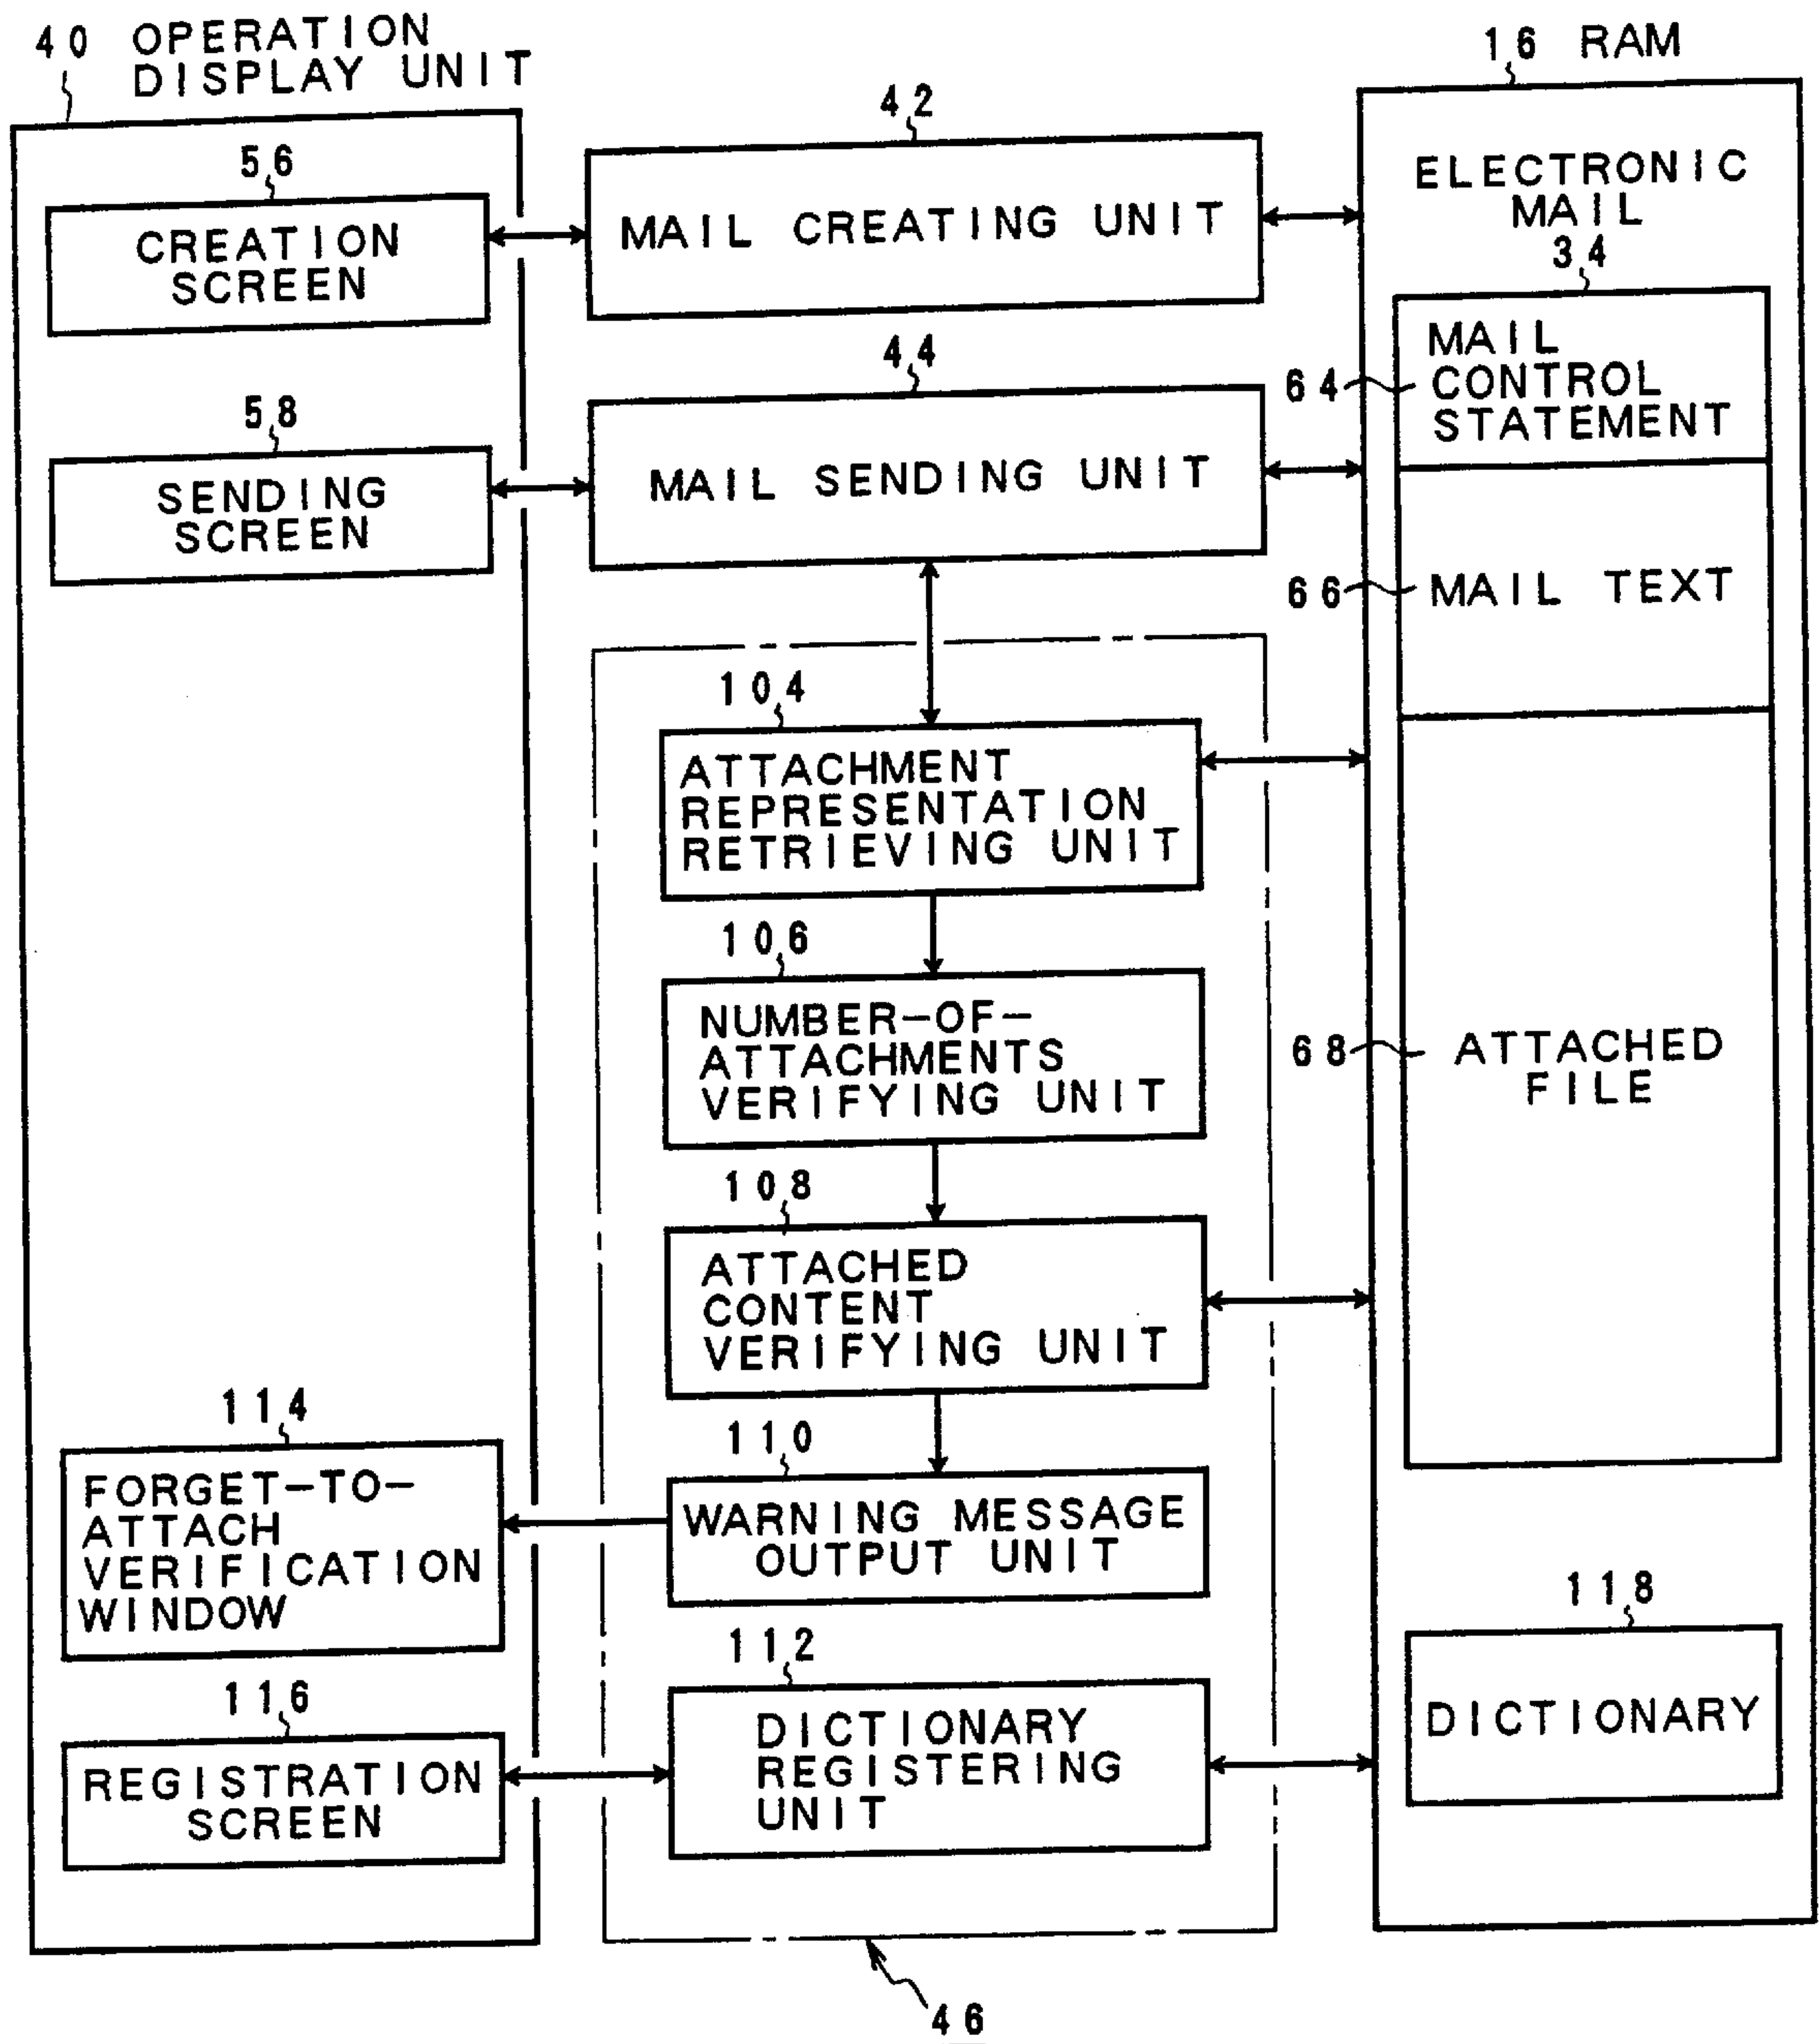 40 OPERATION
DISPLAY UNIT
56
CREATION
SCREEN
58
SENDING
SCREEN
114
FORGET-TO-
ATTACH
VERIFICATION
WINDOW
116
REGISTRATION
SCREEN
42
MAIL CREATING UNIT
44
MAIL SENDING UNIT
104
ATTACHMENT
REPRESENTATION
RETRIEVING UNIT
106
NUMBER-OF-
ATTACHMENTS
VERIFYING UNIT
108
ATTACHED
CONTENT
VERIFYING UNIT
110
WARNING MESSAGE
OUTPUT UNIT
112
DICTIONARY
REGISTERING
UNIT
46
16 RAM
ELECTRONIC
MAIL
34
MAIL
64 CONTROL
STATEMENT
66 MAIL TEXT
68 ATTACHED
FILE
118
DICTIONARY